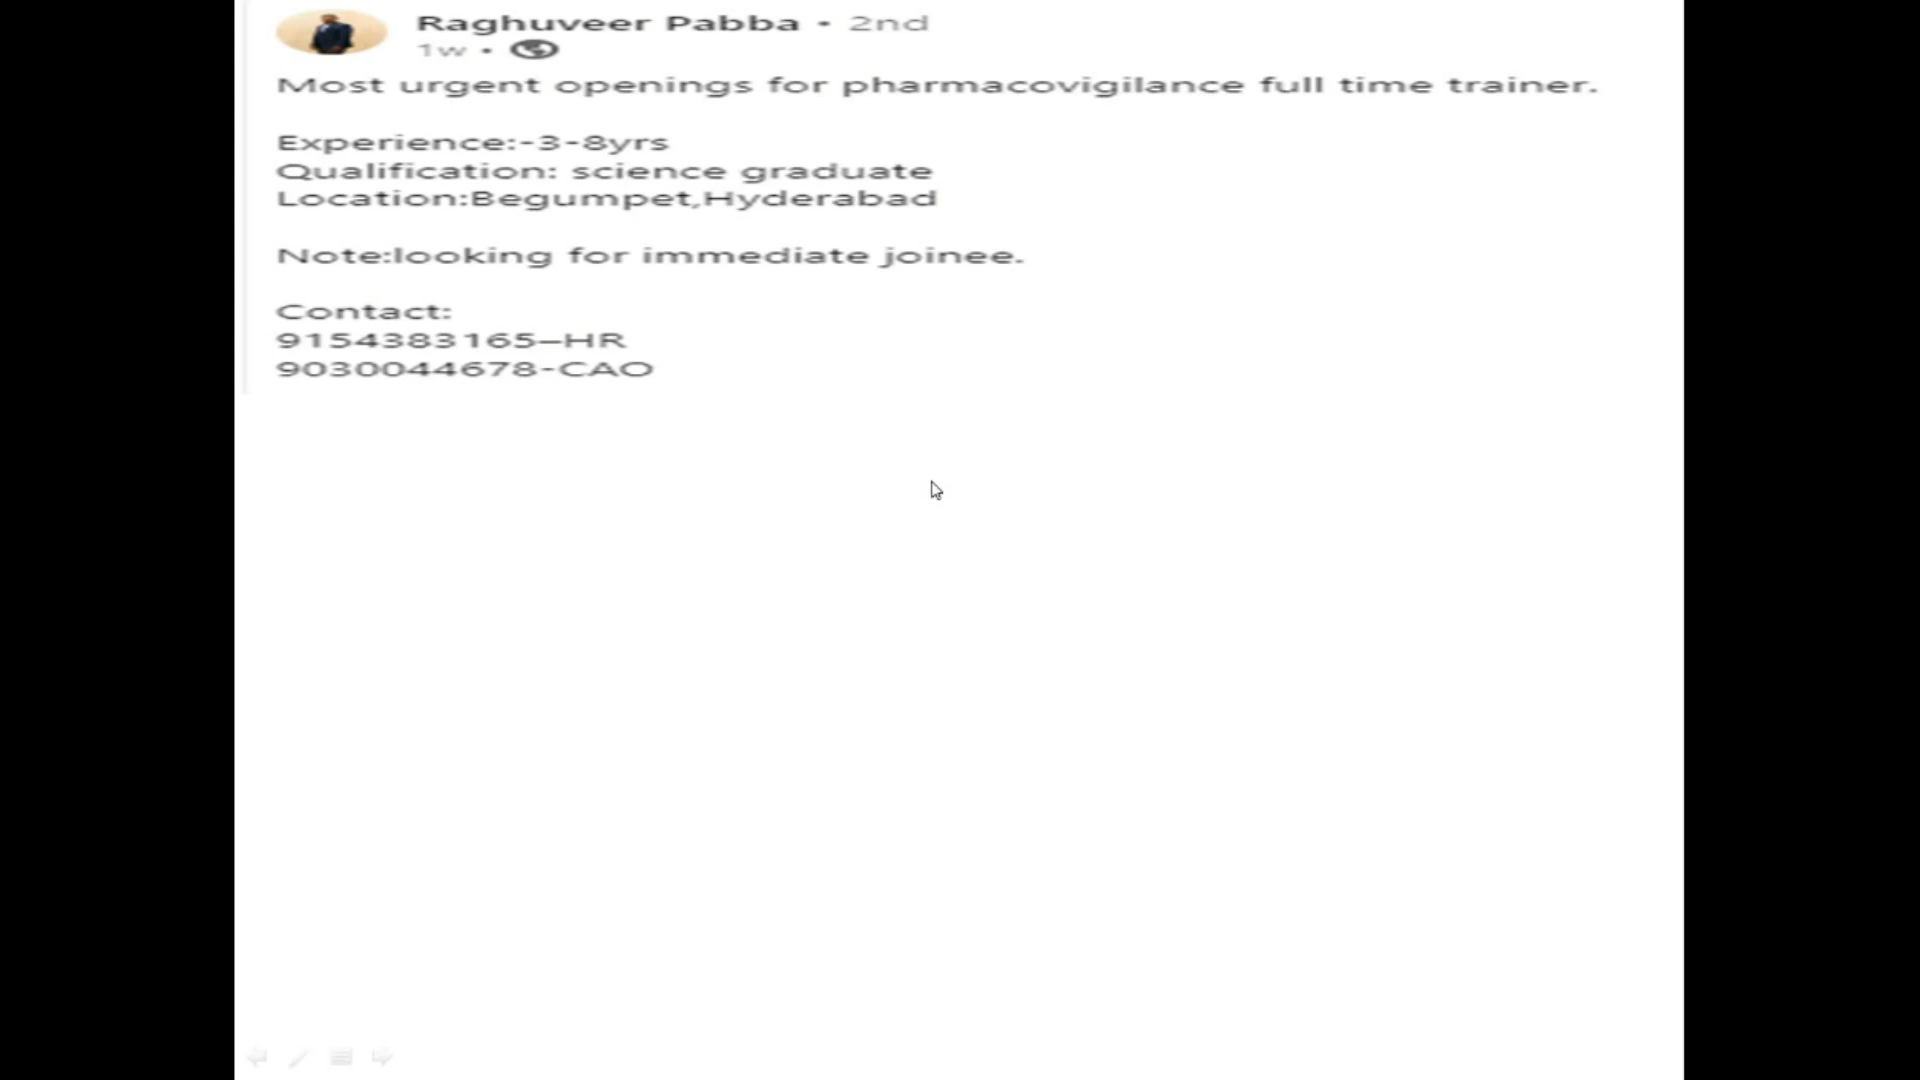 Raghuveer Pabba • 2nd
1w •
Most urgent openings for pharmacovigilance full time trainer.
Experience:-3-8yrs
Qualification: science graduate
Location:Begumpet,Hyderabad
Note:looking for immediate joinee.
Contact:
9154383165–HR
9030044678-CAO